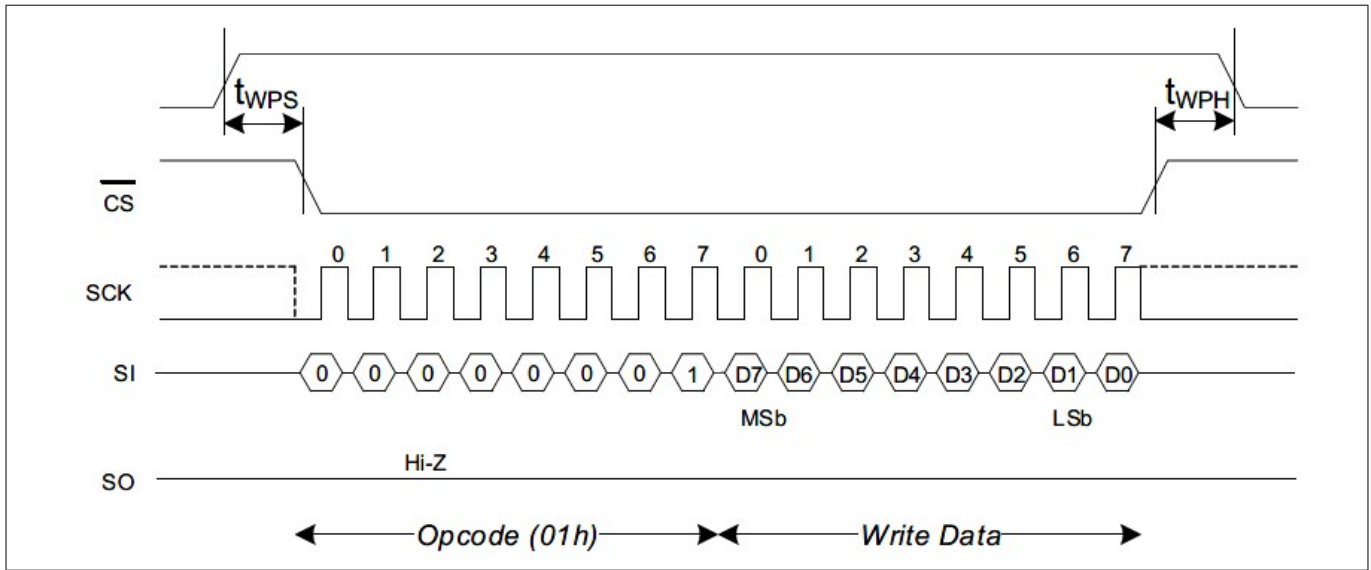 tWPS
tWPH
CS
0 1 2 3 4 5 6 7 0 1 2 3 4 5 6 7
SCK
SI 0 0 0 0 0 0 0 1 D7 D6 D5 D4 D3 D2 D1 D0
MSb LSb
Hi-Z
SO
Opcode (01h) Write Data